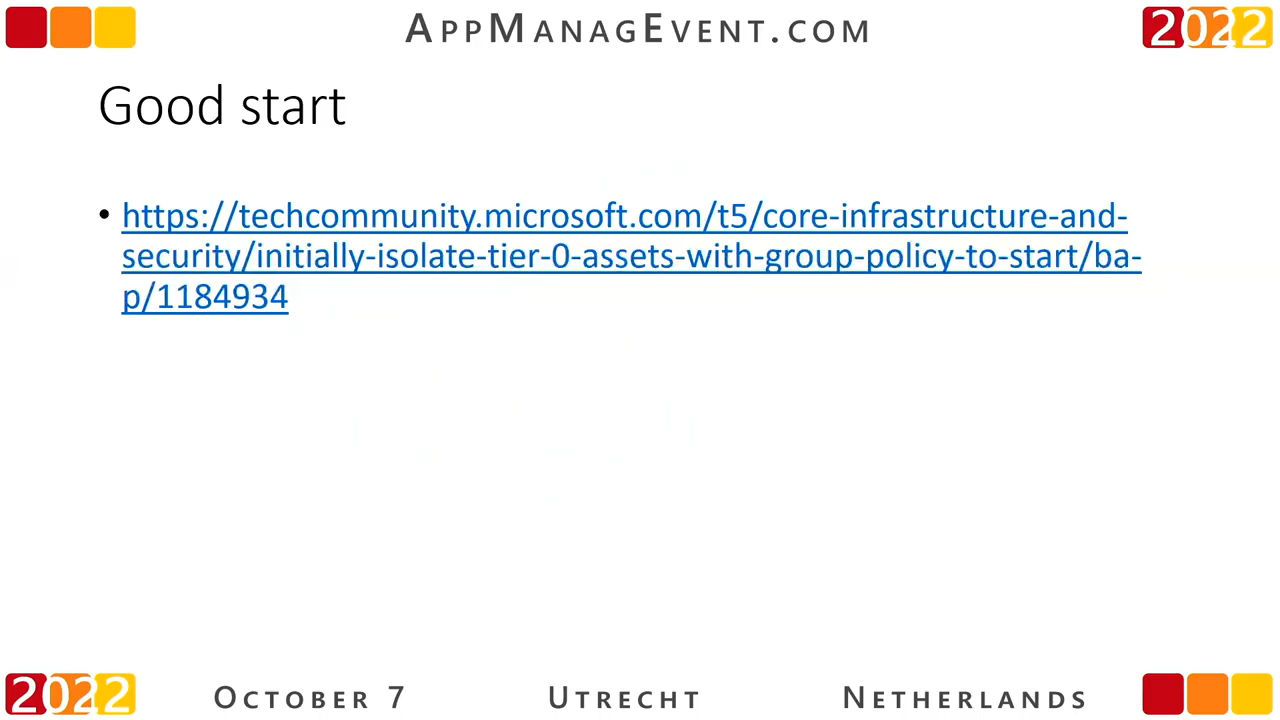 AppManagEvent.com
2022
Good start
• https://techcommunity.microsoft.com/t5/core-infrastructure-and-
security/initially-isolate-tier-0-assets-with-group-policy-to-start/ba-
p/1184934
2022
October 7
Utrecht
Netherlands